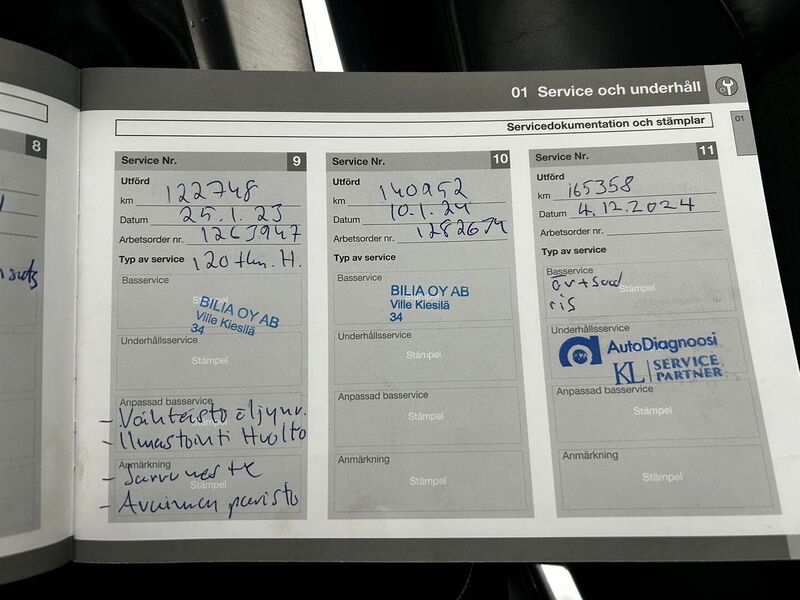 01 Service och underhåll
01
Servicedokumentation och stämplar
8
Service Nr. 9
Utförd
km 122748
Datum 25.1.23
Arbetsorder nr. 1263947
Typ av service 120 tkm. H.
Basservice
Stämpel
BILIA OY AB
Ville Kiesilä
34
Underhållsservice
Stämpel
Anpassad basservice
- Vaihteisto öljynv.
- Ilmastointi Huolto
Anmärkning
Stämpel
- Jarruneste
- Avaimen paristo
Service Nr. 10
Utförd
km 140952
Datum 10.1.24
Arbetsorder nr. 1282674
Typ av service
Basservice
BILIA OY AB
Ville Kiesilä
34
Underhållsservice
Stämpel
Anpassad basservice
Stämpel
Anmärkning
Stämpel
Service Nr. 11
Utförd
km 165358
Datum 4.12.2024
Arbetsorder nr.
Typ av service
Basservice
Stämpel
Underhållsservice
AutoDiagnoosi
KL SERVICE
PARTNER
Anpassad basservice
Stämpel
Anmärkning
Stämpel